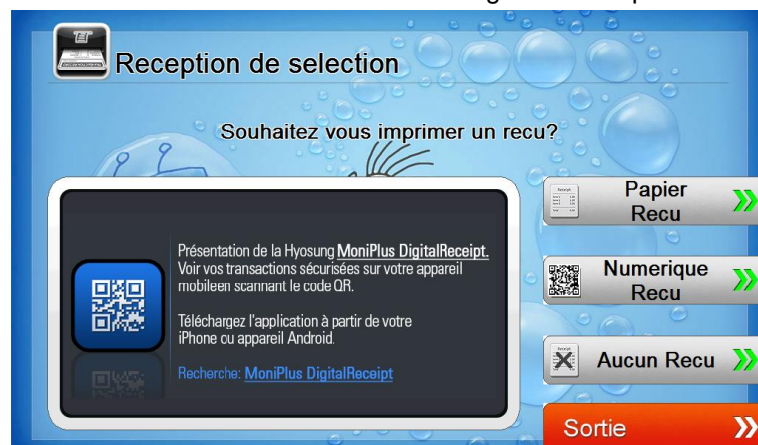 Reception de selection
Souhaitez vous imprimer un recu?
Présentation de la Hyosung MoniPlus DigitalReceipt.
Voir vos transactions sécurisées sur votre appareil
mobileen scannant le code QR.
Téléchargez l'application à partir de votre
iPhone ou appareil Android.
Recherche: MoniPlus DigitalReceipt
Papier
Recu
Numerique
Recu
Aucun Recu
Sortie